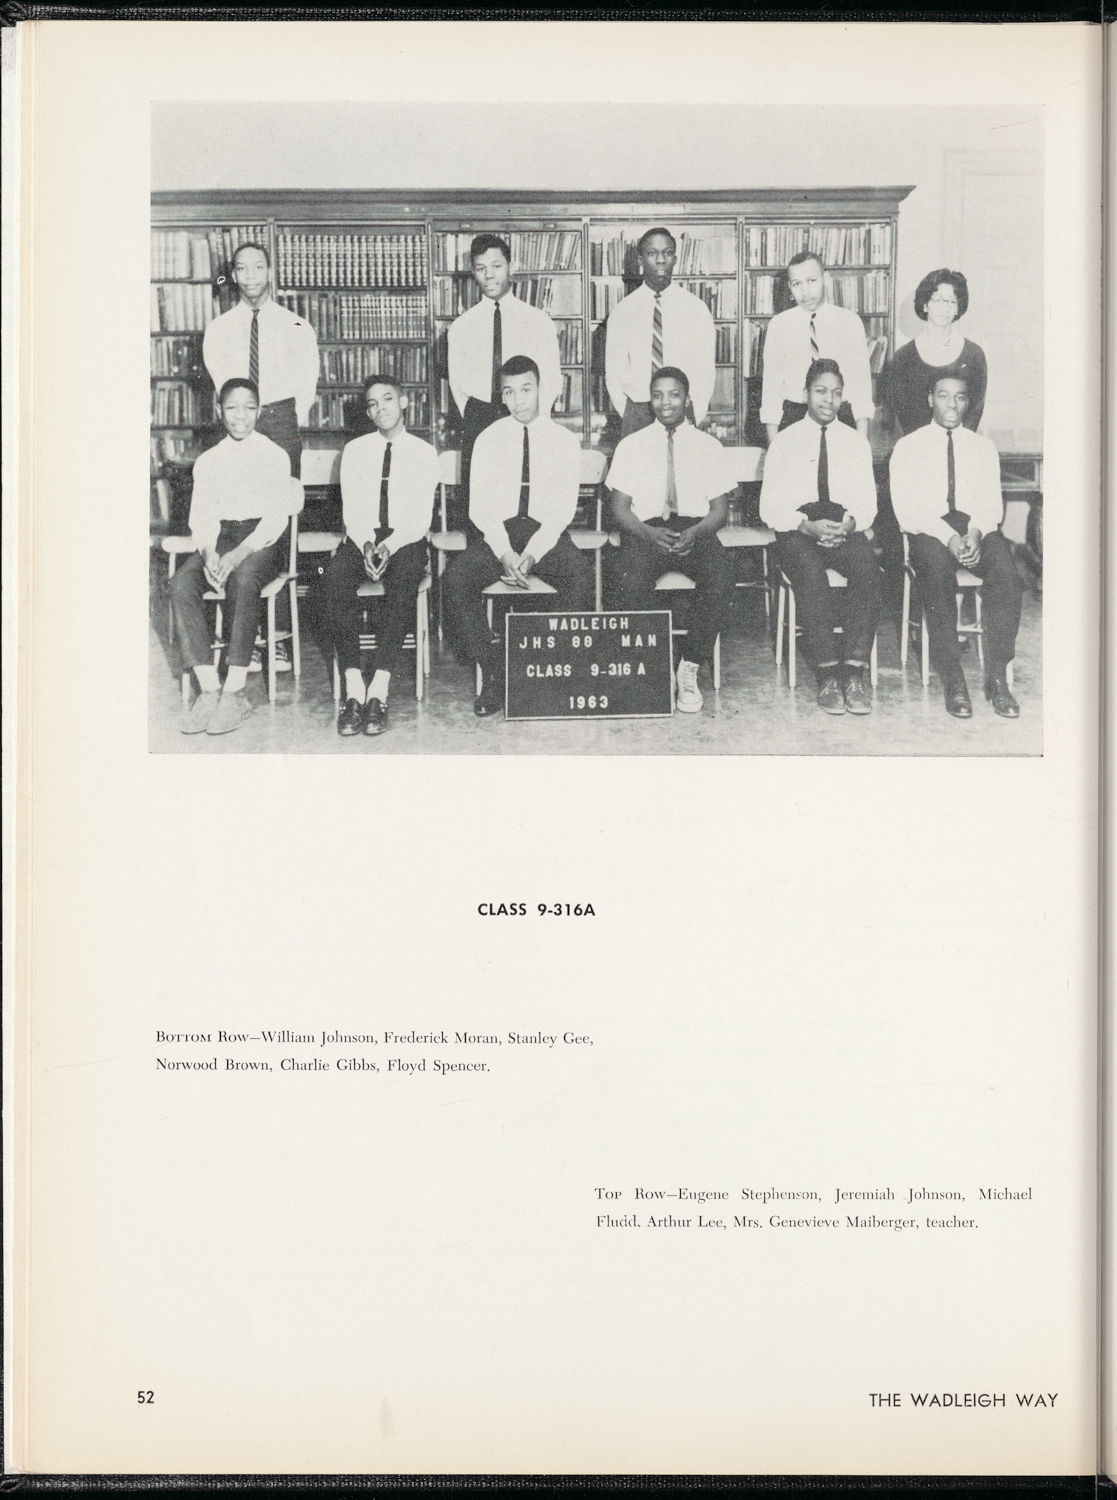 WADLEIGH
JHS 88 MAN
CLASS 9-316 A
1963
CLASS 9-316A
Bottom Row—William Johnson, Frederick Moran, Stanley Gee,
Norwood Brown, Charlie Gibbs, Floyd Spencer.
Top Row—Eugene Stephenson, Jeremiah Johnson, Michael
Fludd, Arthur Lee, Mrs. Genevieve Maiberger, teacher.
52
THE WADLEIGH WAY